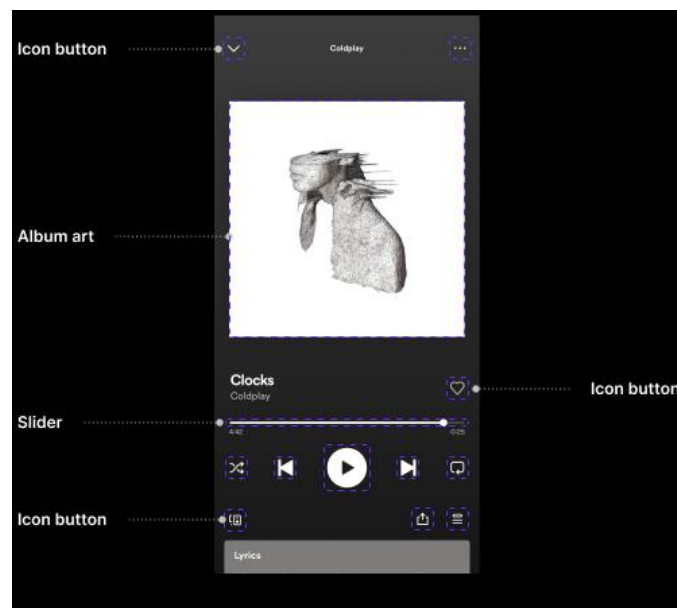 Icon button
Coldplay
Album art
Clocks
Coldplay
Icon button
Slider
4:42
0:25
Icon button
Lyrics